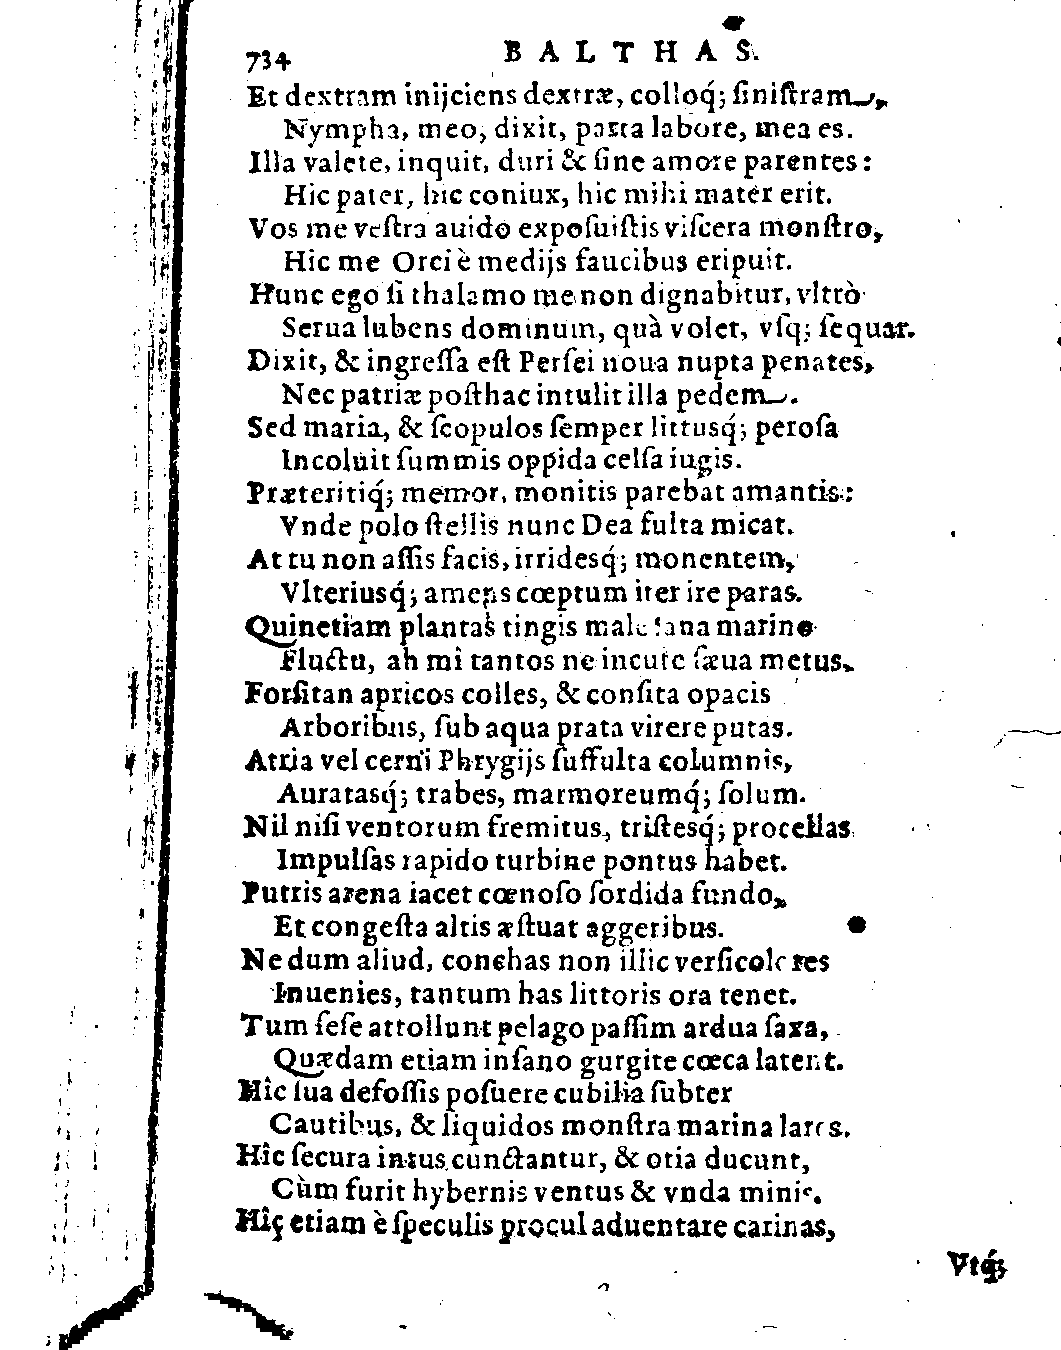 734 BALTHAS.
Et dextram inijciens dextræ, colloq́; ſiniſtram,
Nympha, meo, dixit, parta labore, mea es.
Illa valete, inquit, duri & ſine amore parentes:
Hic pater, hic coniux, hic mihi mater erit.
Vos me veſtra auido expoſuiſtis viſcera monſtro,
Hic me Orci è medijs faucibus eripuit.
Hunc ego ſi thalamo me non dignabitur, vltrò
Serua lubens dominum, quà volet, vſq; ſequar.
Dixit, & ingreſſa eſt Perſei noua nupta penates,
Nec patriæ poſthac intulit illa pedem.
Sed maria, & ſcopulos ſemper littusq́; peroſa
Incoluit ſummis oppida celſa iugis.
Præteritiq́; memor, monitis parebat amantis:
Vnde polo ſtellis nunc Dea fulta micat.
At tu non aſſis facis, irridesq́; monentem,
Vlteriusq́; amens cœptum iter ire paras.
Quinetiam plantas tingis male ſana marino
Fluctu, ah mî tantos ne incute ſæua metus.
Forſitan apricos colles, & conſita opacis
Arboribus, ſub aqua prata virere putas.
Atria vel cerni Phrygijs ſuffulta columnis,
Auratasq́; trabes, marmoreumq́; ſolum.
Nil niſi ventorum fremitus, triſtesq́; procellas
Impulſas rapido turbine pontus habet.
Putris arena iacet cœnoſo ſordida fundo,
Et congeſta altis æſtuat aggeribus.
Nedum aliud, conchas non illic verſicolores
Inuenies, tantum has littoris ora tenet.
Tum ſeſe attollunt pelago paſſim ardua ſaxa,
Quædam etiam inſano gurgite cœca latent.
Hîc ſua defoſſis poſuere cubilia ſubter
Cautibus, & liquidos monſtra marina lares.
Hîc ſecura intus cunctantur, & otia ducunt,
Cùm furit hybernis ventus & vnda minis.
Hîc etiam è ſpeculis procul aduentare carinas,
Vtq́;